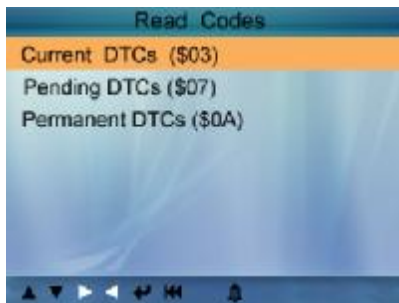 Read Codes
Current DTCs ($03)
Pending DTCs ($07)
Permanent DTCs ($0A)